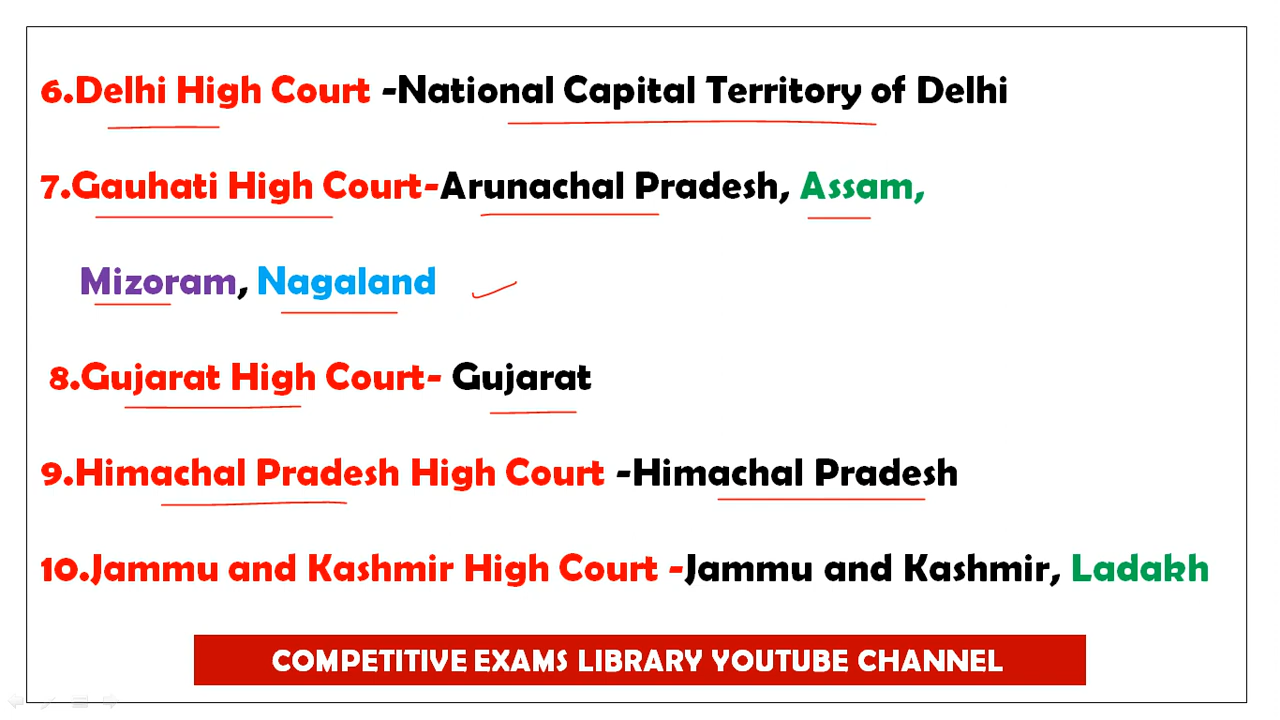 6.Delhi High Court -National Capital Territory of Delhi
7.Gauhati High Court-Arunachal Pradesh, Assam,
Mizoram, Nagaland
8.Gujarat High Court- Gujarat
9.Himachal Pradesh High Court -Himachal Pradesh
10.Jammu and Kashmir High Court -Jammu and Kashmir, Ladakh
COMPETITIVE EXAMS LIBRARY YOUTUBE CHANNEL